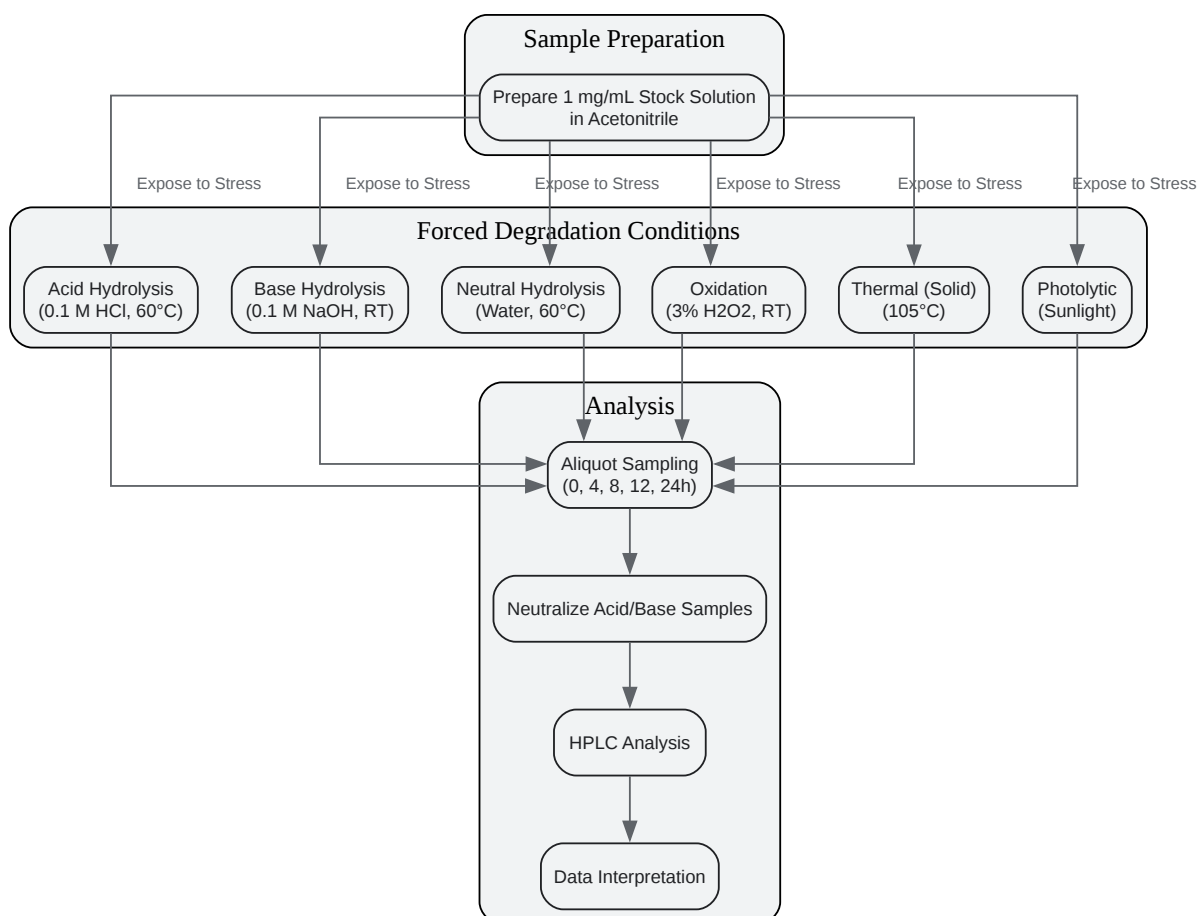 Sample Preparation
Prepare 1 mg/mL Stock Solution
in Acetonitrile
Expose to Stress
Expose to Stress
Expose to Stress
Expose to Stress
Expose to Stress
Expose to Stress
Forced Degradation Conditions
Acid Hydrolysis
(0.1 M HCl, 60°C)
Base Hydrolysis
(0.1 M NaOH, RT)
Neutral Hydrolysis
(Water, 60°C)
Oxidation
(3% H2O2, RT)
Thermal (Solid)
(105°C)
Photolytic
(Sunlight)
Analysis
Aliquot Sampling
(0, 4, 8, 12, 24h)
Neutralize Acid/Base Samples
HPLC Analysis
Data Interpretation